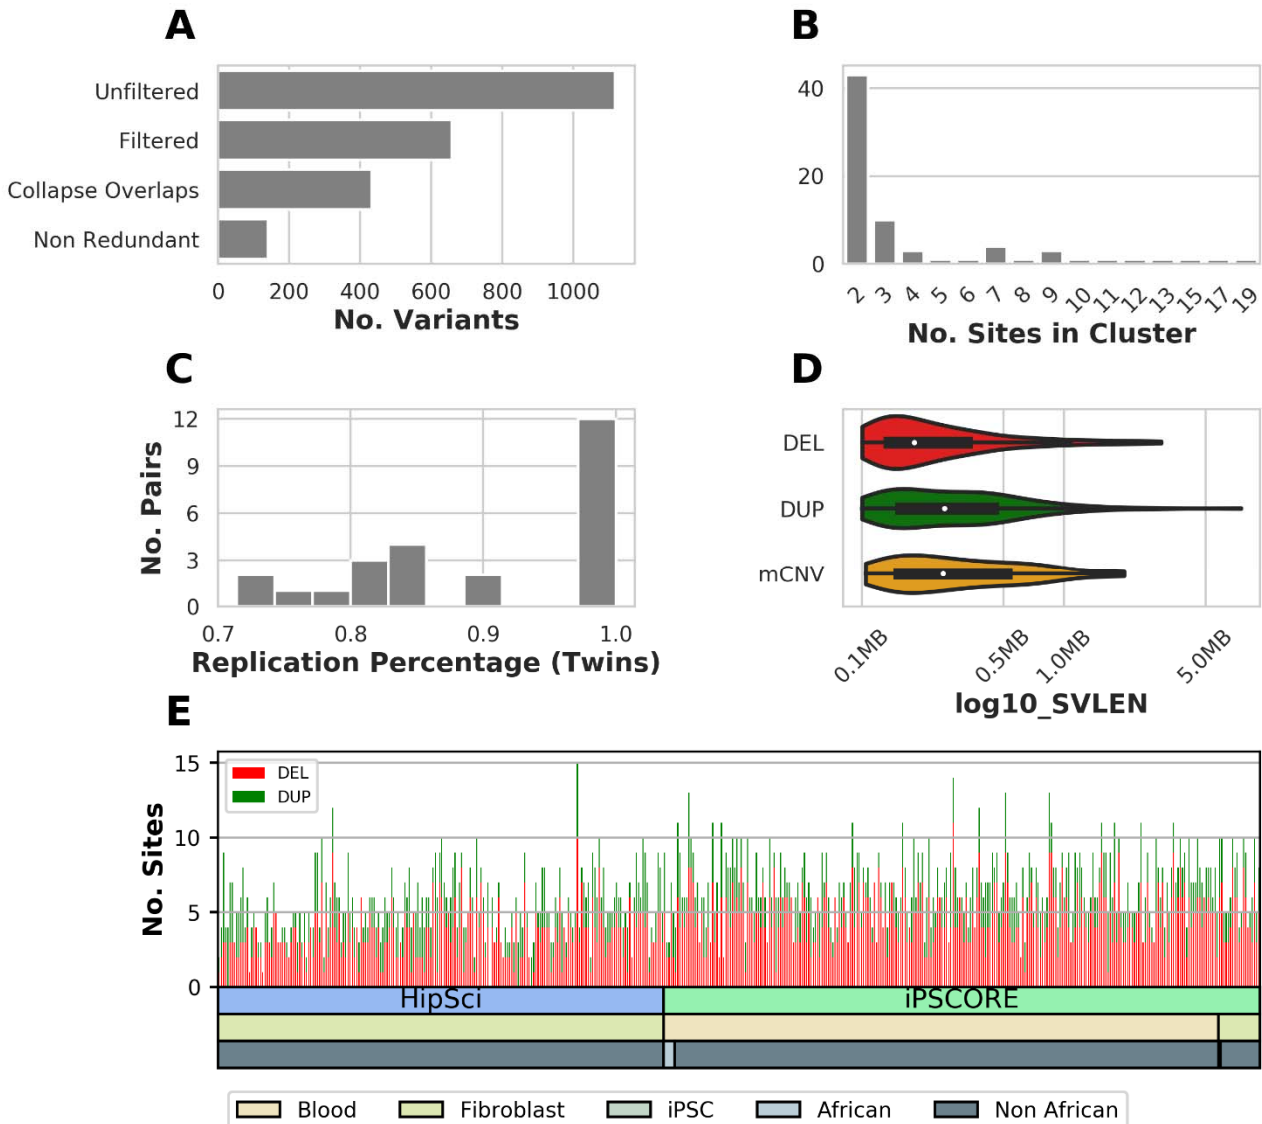 A
Unfiltered
Filtered
Collapse Overlaps
Non Redundant
0 200 400 600 800 1000
No. Variants
B
40
20
0
2 3 4 5 6 7 8 9 10 11 12 13 15 17 19
No. Sites in Cluster
C
12
9
6
3
0
No. Pairs
0.7 0.8 0.9 1.0
Replication Percentage (Twins)
D
DEL
DUP
mCNV
0.1MB 0.5MB 1.0MB 5.0MB
log10_SVLEN
E
15
10
5
0
No. Sites
DEL
DUP
HipSci iPSCORE
Blood Fibroblast iPSC African Non African